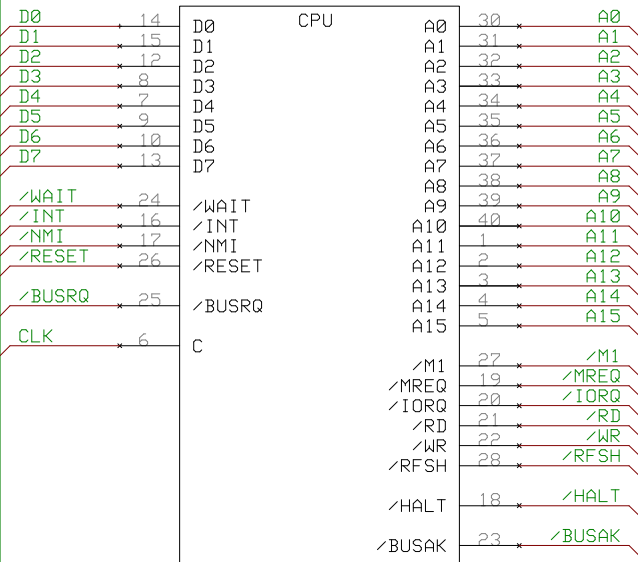 CPU
D0 14 D0
D1 15 D1
D2 12 D2
D3 8 D3
D4 7 D4
D5 9 D5
D6 10 D6
D7 13 D7
/WAIT 24 /WAIT
/INT 16 /INT
/NMI 17 /NMI
/RESET 26 /RESET
/BUSRQ 25 /BUSRQ
CLK 6 C
A0 30 A0
A1 31 A1
A2 32 A2
A3 33 A3
A4 34 A4
A5 35 A5
A6 36 A6
A7 37 A7
A8 38 A8
A9 39 A9
A10 40 A10
A11 1 A11
A12 2 A12
A13 3 A13
A14 4 A14
A15 5 A15
/M1 27 /M1
/MREQ 19 /MREQ
/IORQ 20 /IORQ
/RD 21 /RD
/WR 22 /WR
/RFSH 28 /RFSH
/HALT 18 /HALT
/BUSAK 23 /BUSAK